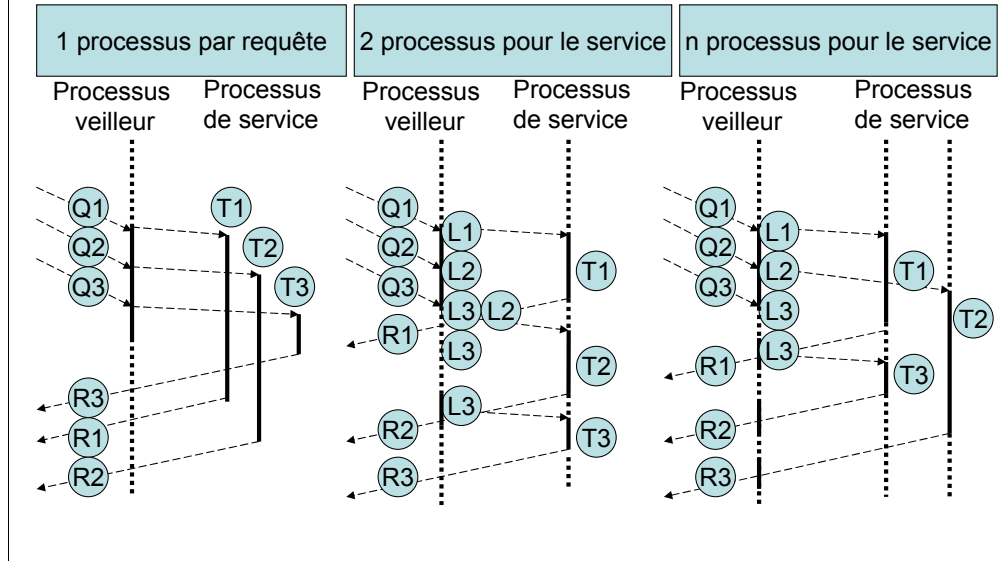 1 processus par requête
2 processus pour le service
n processus pour le service
Processus
veilleur
Processus
de service
Processus
veilleur
Processus
de service
Processus
veilleur
Processus
de service
Q1
T1
Q2
T2
Q3
T3
R3
R1
R2
Q1
L1
Q2
L2
T1
Q3
L3
L2
R1
L3
T2
L3
R2
T3
R3
Q1
L1
Q2
L2
T1
Q3
L3
T2
L3
R1
T3
R2
R3